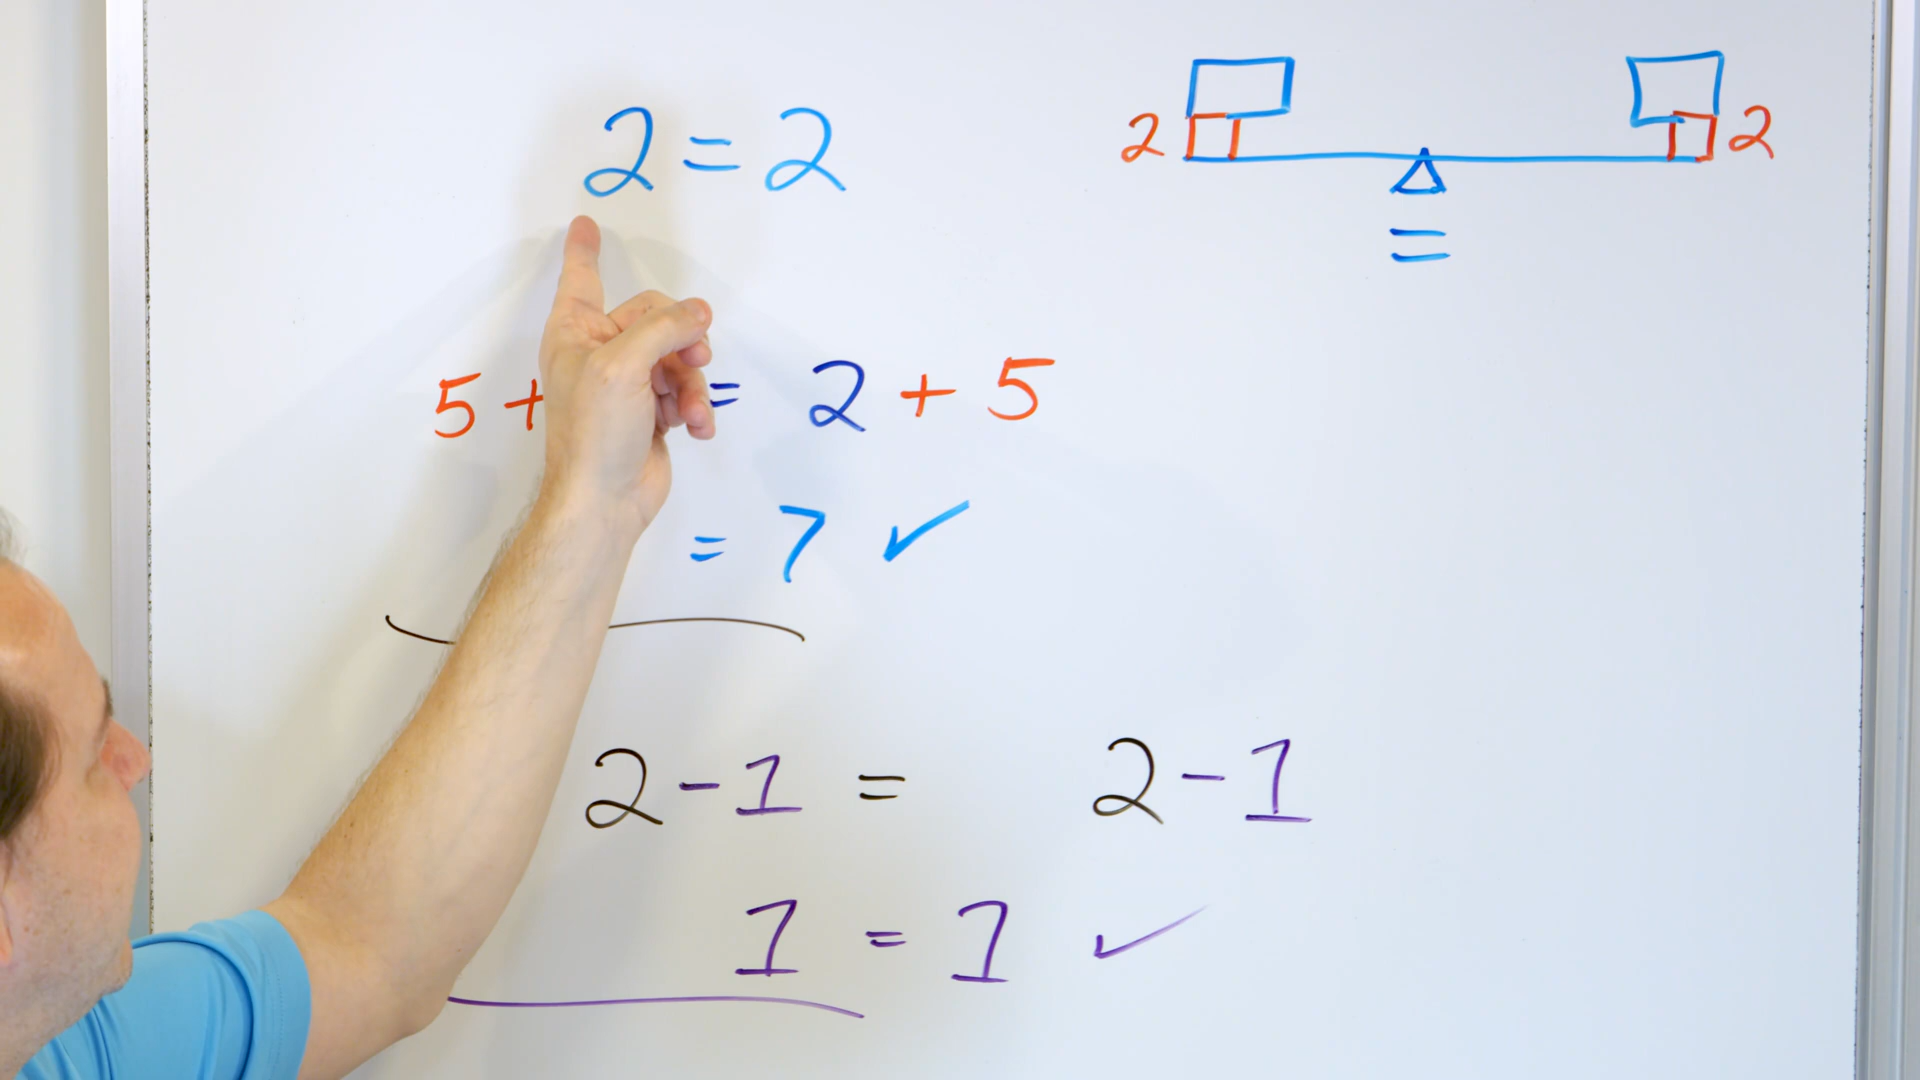 2 = 2
2 2
=
5 + = 2 + 5
= 7 ✓
2 - 1 = 2 - 1
1 = 1 ✓